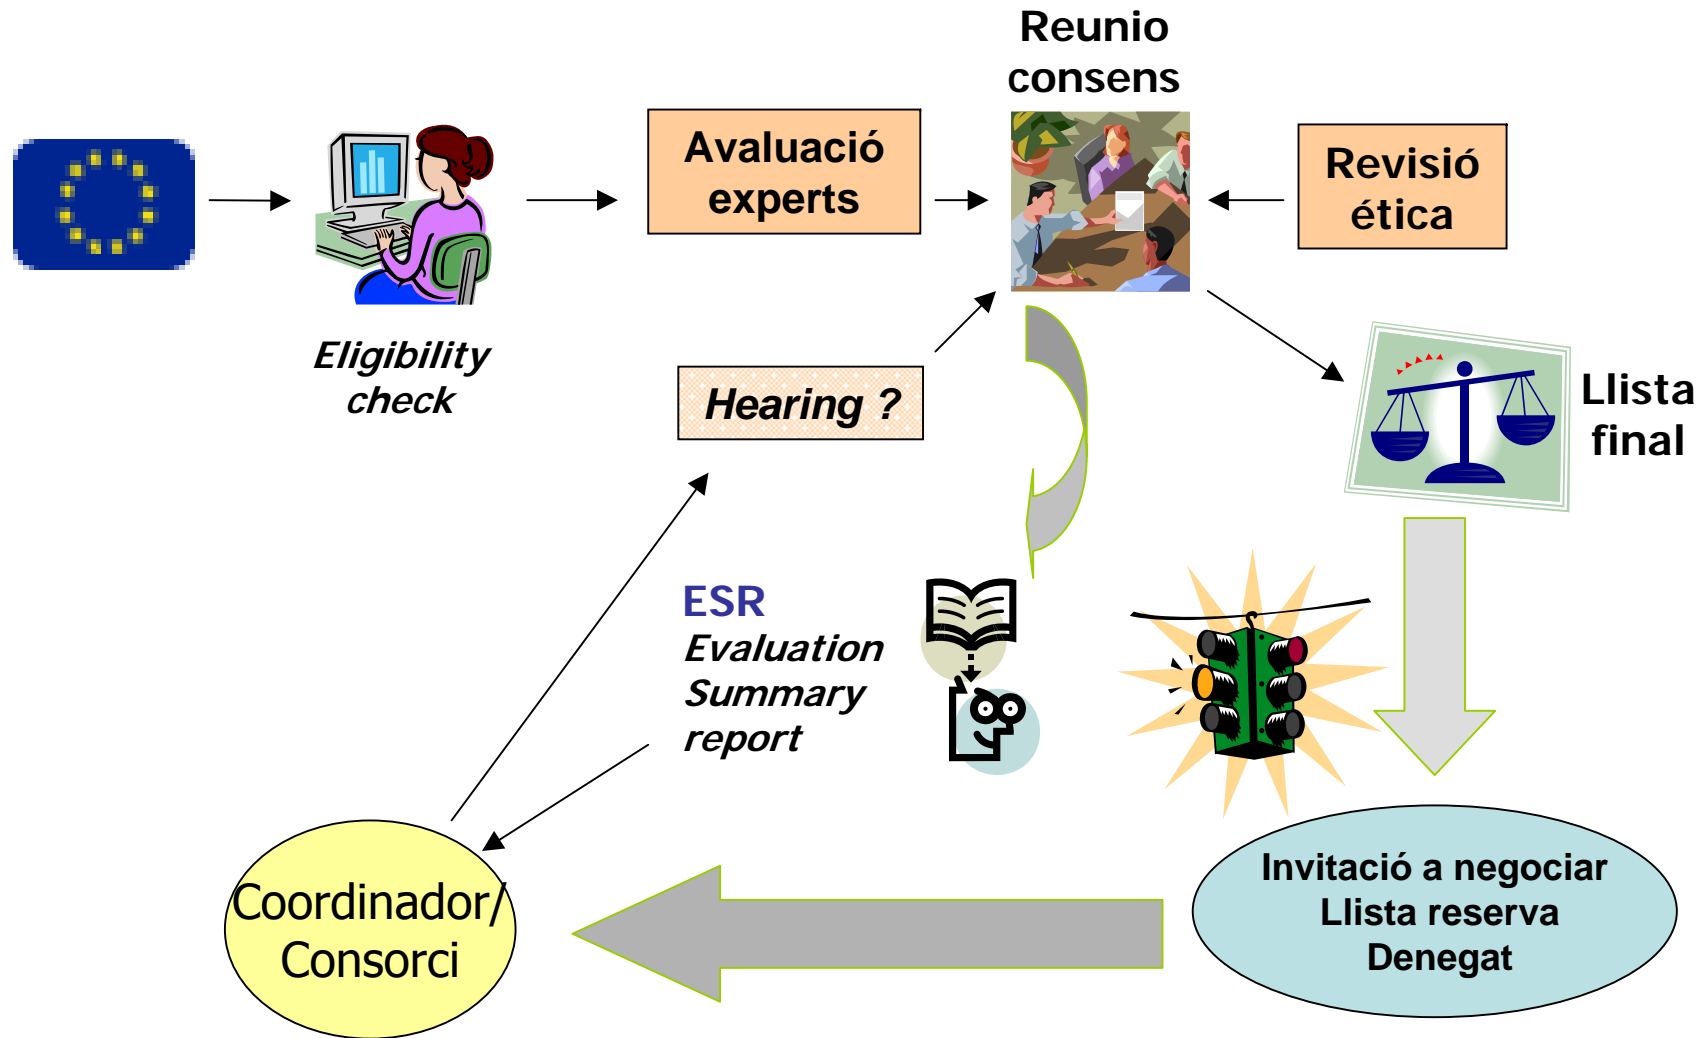 Reunio
consens
Avaluació
experts
Revisió
ética
Eligibility
check
Hearing ?
Llista
final
ESR
Evaluation
Summary
report
Coordinador/
Consorci
Invitació a negociar
Llista reserva
Denegat